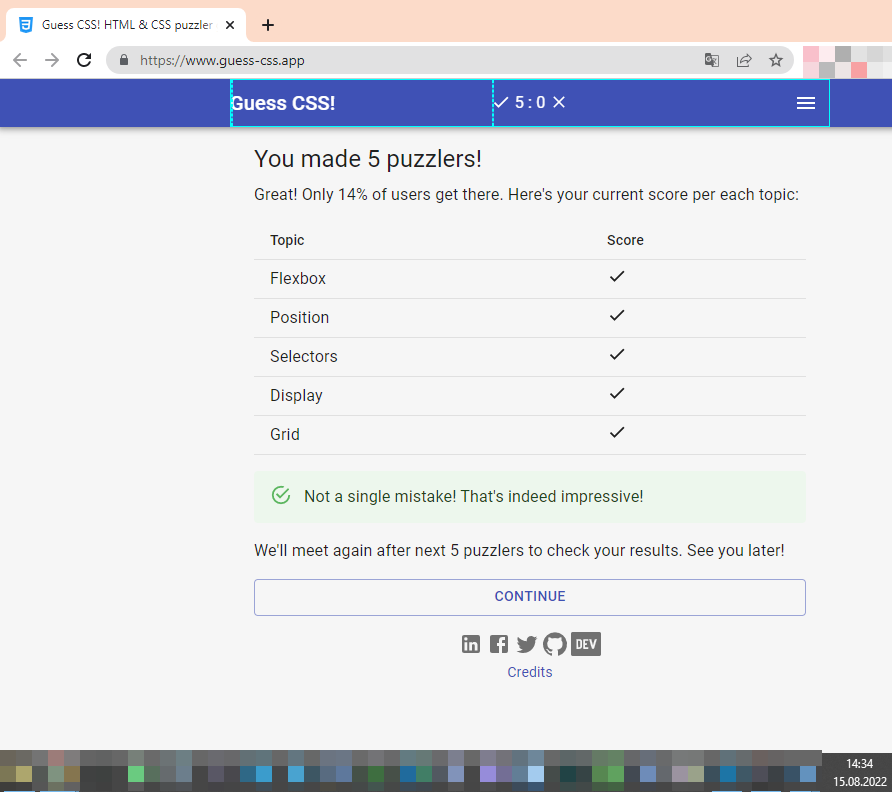 Guess CSS! HTML & CSS puzzler
https://www.guess-css.app
Guess CSS!
5 : 0
You made 5 puzzlers!
Great! Only 14% of users get there. Here's your current score per each topic:
Topic Score
Flexbox
Position
Selectors
Display
Grid
Not a single mistake! That's indeed impressive!
We'll meet again after next 5 puzzlers to check your results. See you later!
CONTINUE
in f DEV
Credits
14:34
15.08.2022